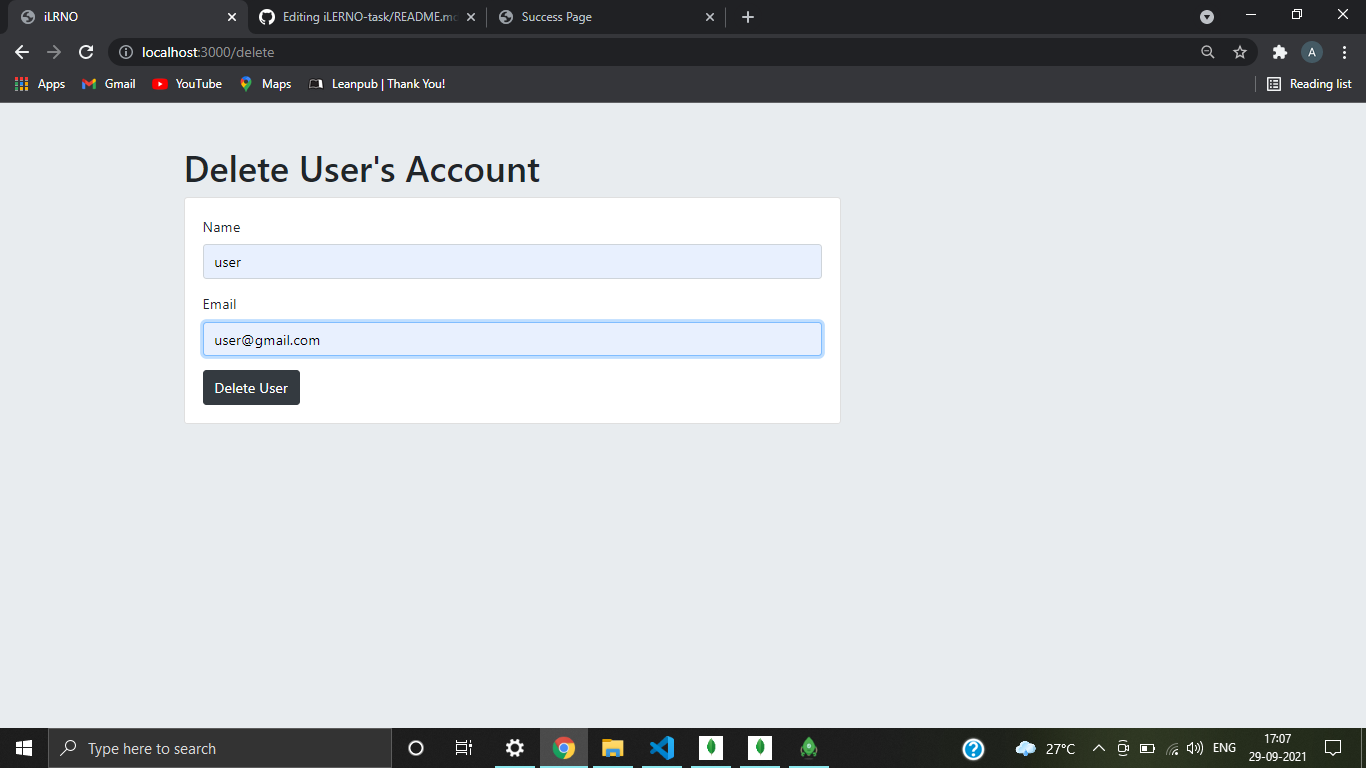 iLRNO
Editing iLERNO-task/README.mc
Success Page
localhost:3000/delete
A
Apps
Gmail
YouTube
Maps
Leanpub | Thank You!
Reading list
Delete User's Account
Name
user
Email
user@gmail.com
Delete User
Type here to search
27°C
ENG
17:07
29-09-2021